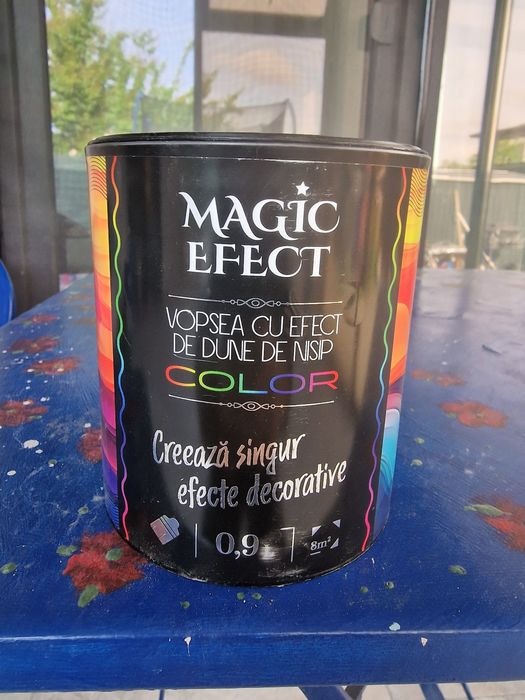 MAGIC
EFECT
VOPSEA CU EFECT
DE DUNE DE NISIP
COLOR
Creează singur
efecte decorative
0,9 l
8m²